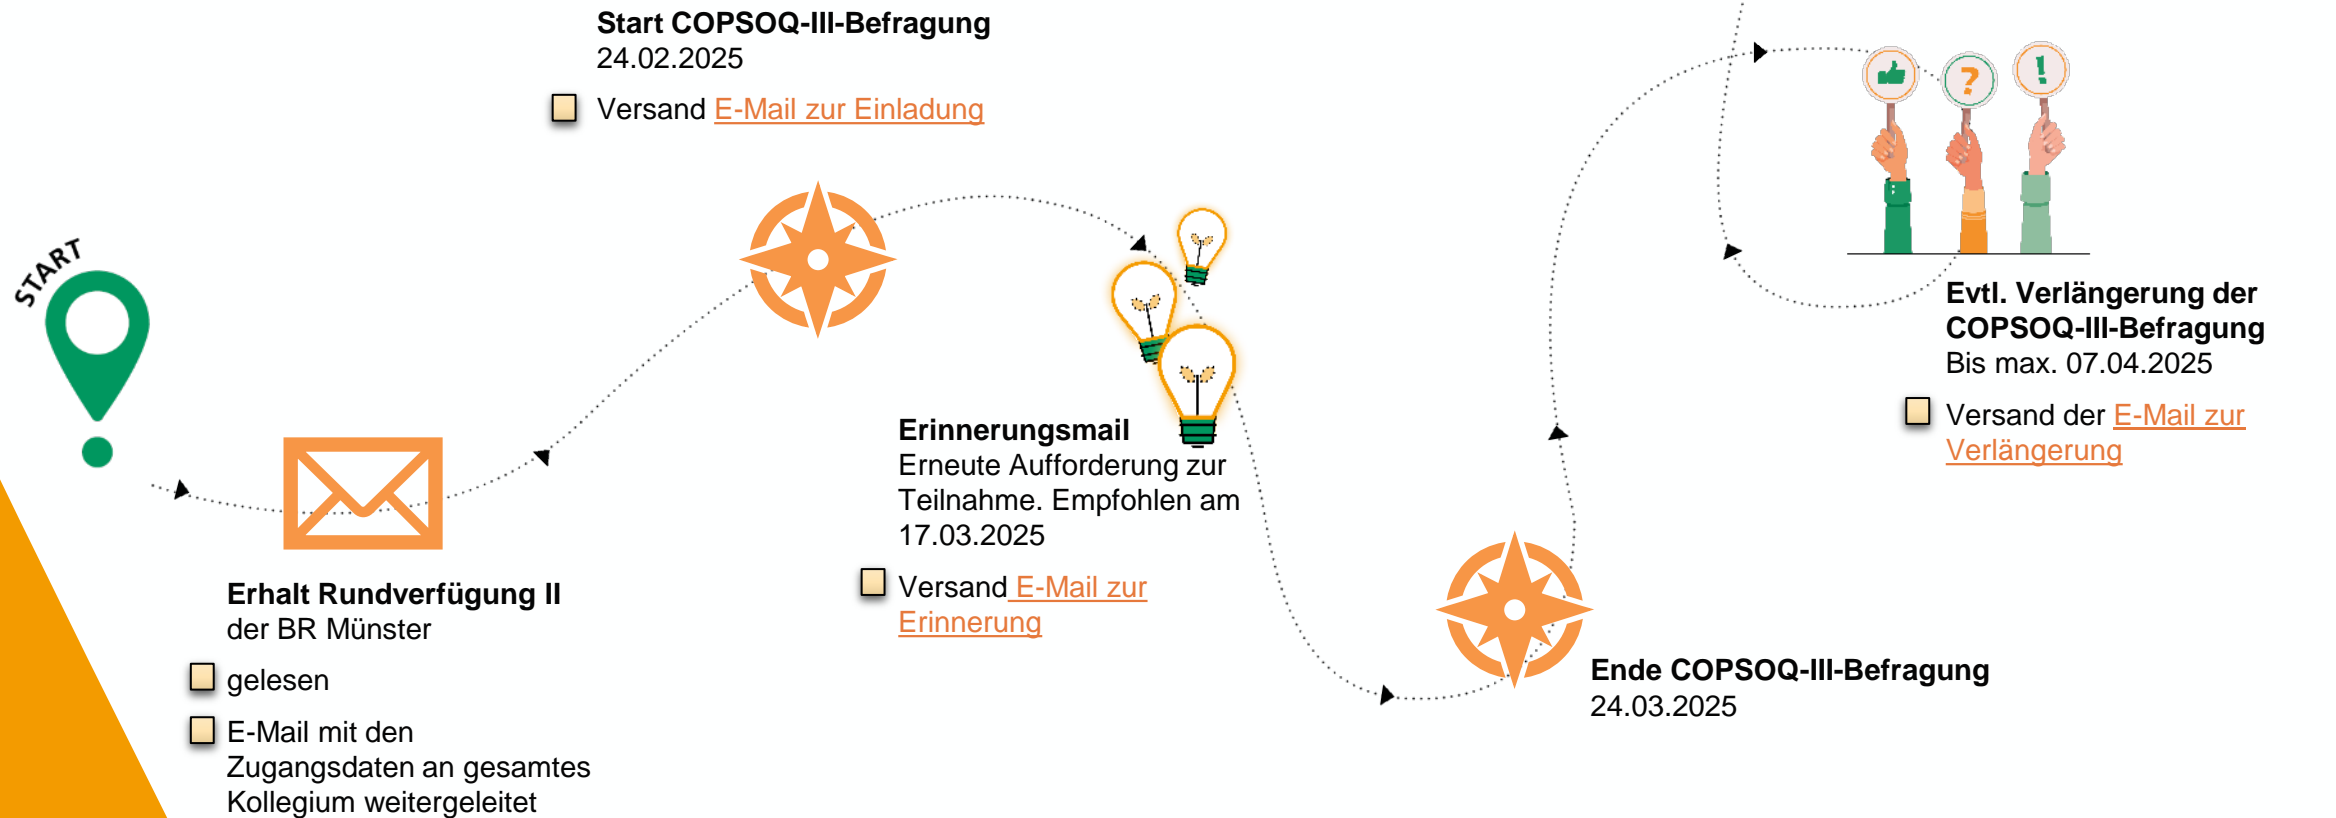 START
Erhalt Rundverfügung II
der BR Münster
gelesen
E-Mail mit den
Zugangsdaten an gesamtes
Kollegium weitergeleitet
Start COPSOQ-III-Befragung
24.02.2025
Versand E-Mail zur Einladung
Erinnerungsmail
Erneute Aufforderung zur
Teilnahme. Empfohlen am
17.03.2025
Versand E-Mail zur
Erinnerung
Ende COPSOQ-III-Befragung
24.03.2025
?
!
Evtl. Verlängerung der
COPSOQ-III-Befragung
Bis max. 07.04.2025
Versand der E-Mail zur
Verlängerung